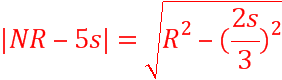 |NR − 5s| = √(R² − (2s/3)²)